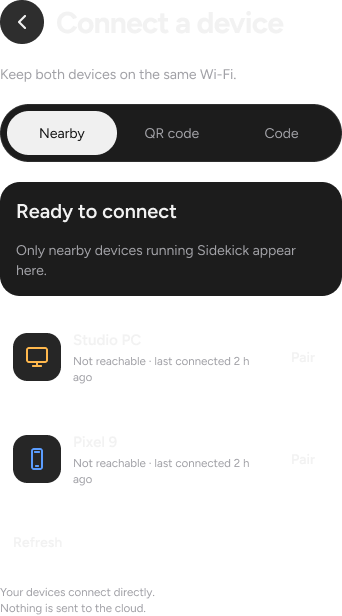 Connect a device
Keep both devices on the same Wi-Fi.
Nearby
QR code
Code
Ready to connect
Only nearby devices running Sidekick appear
here.
Studio PC
Not reachable · last connected 2 h
ago
Pair
Pixel 9
Not reachable · last connected 2 h
ago
Pair
Refresh
Your devices connect directly.
Nothing is sent to the cloud.